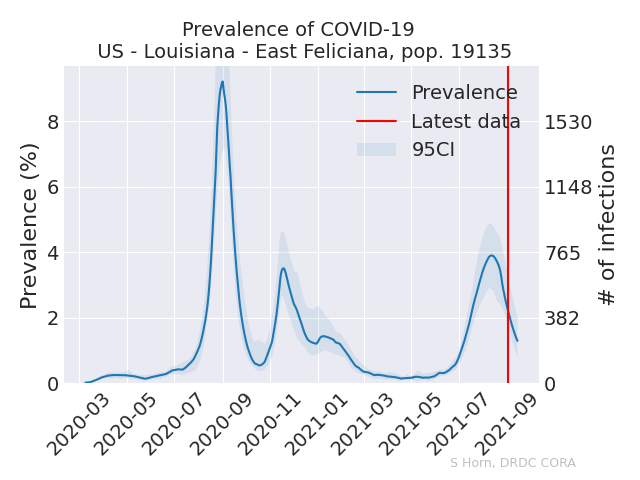 Prevalence of COVID-19
US - Louisiana - East Feliciana, pop. 19135
Prevalence (%)
8
6
4
2
0
Prevalence
Latest data
95CI
1530
1148
765
382
0
# of infections
2020-03
2020-05
2020-07
2020-09
2020-11
2021-01
2021-03
2021-05
2021-07
2021-09
S Horn, DRDC CORA